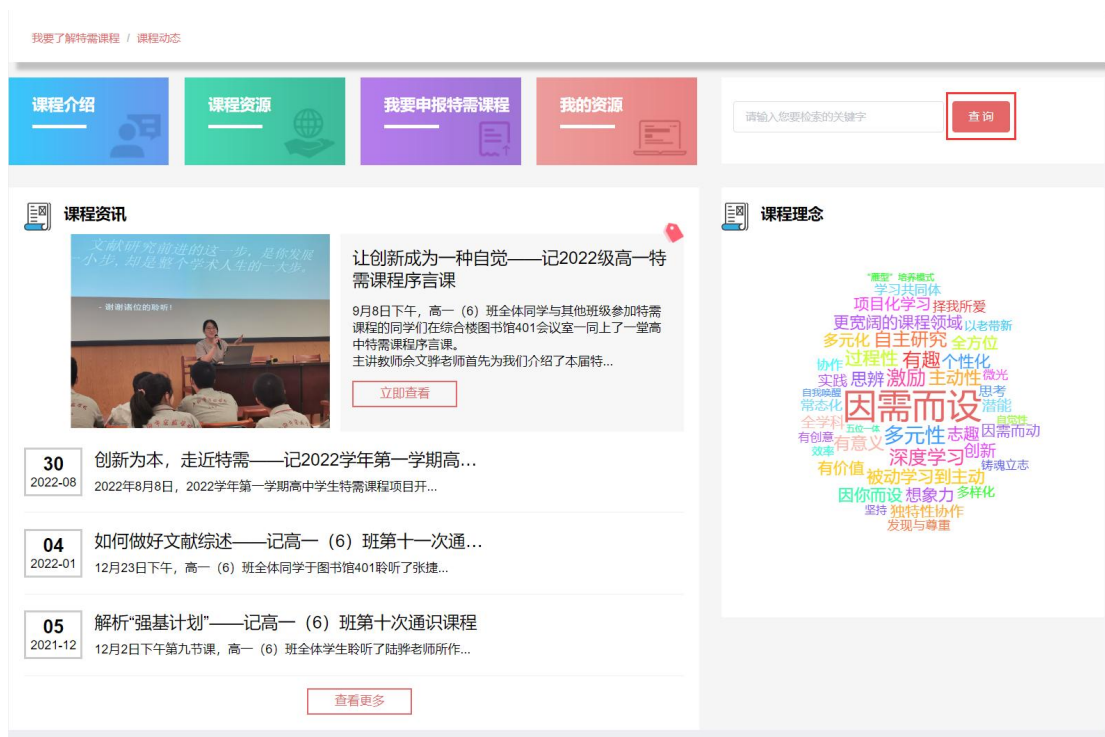 我要了解特需课程 / 课程动态
课程介绍
课程资源
我要申报特需课程
我的资源
请输入您要检索的关键字
查询
课程资讯
文献研究前进的这一步，是你发展
一小步，却是整个学术人生的一大步。
- 谢谢诸位的聆听！
让创新成为一种自觉——记2022级高一特
需课程序言课
9月8日下午，高一（6）班全体同学与其他班级参加特需
课程的同学们在综合楼图书馆401会议室一同上了一堂高
中特需课程序言课。
主讲教师余文骅老师首先为我们介绍了本届特...
立即查看
30
2022-08
创新为本，走近特需——记2022学年第一学期高...
2022年8月8日，2022学年第一学期高中学生特需课程项目开...
04
2022-01
如何做好文献综述——记高一（6）班第十一次通...
12月23日下午，高一（6）班全体同学于图书馆401聆听了张捷...
05
2021-12
解析“强基计划”——记高一（6）班第十次通识课程
12月2日下午第九节课，高一（6）班全体学生聆听了陆骅老师所作...
查看更多
课程理念
“雁型”培养模式
学习共同体
项目化学习 择我所爱
更宽阔的课程领域 以老带新
多元化 自主研究 全方位
协作 过程性 有趣 个性化
实践 思辨 激励 主动性 微光
自我唤醒 思考
常态化 因需而设 潜能
全学科 五位一体 自觉性
有创意 有意义 多元性 志趣 因需而动
效率 深度学习 创新
有价值 被动学习到主动 铸魂立志
因你而设 想象力 多样化
坚持 独特性协作
发现与尊重